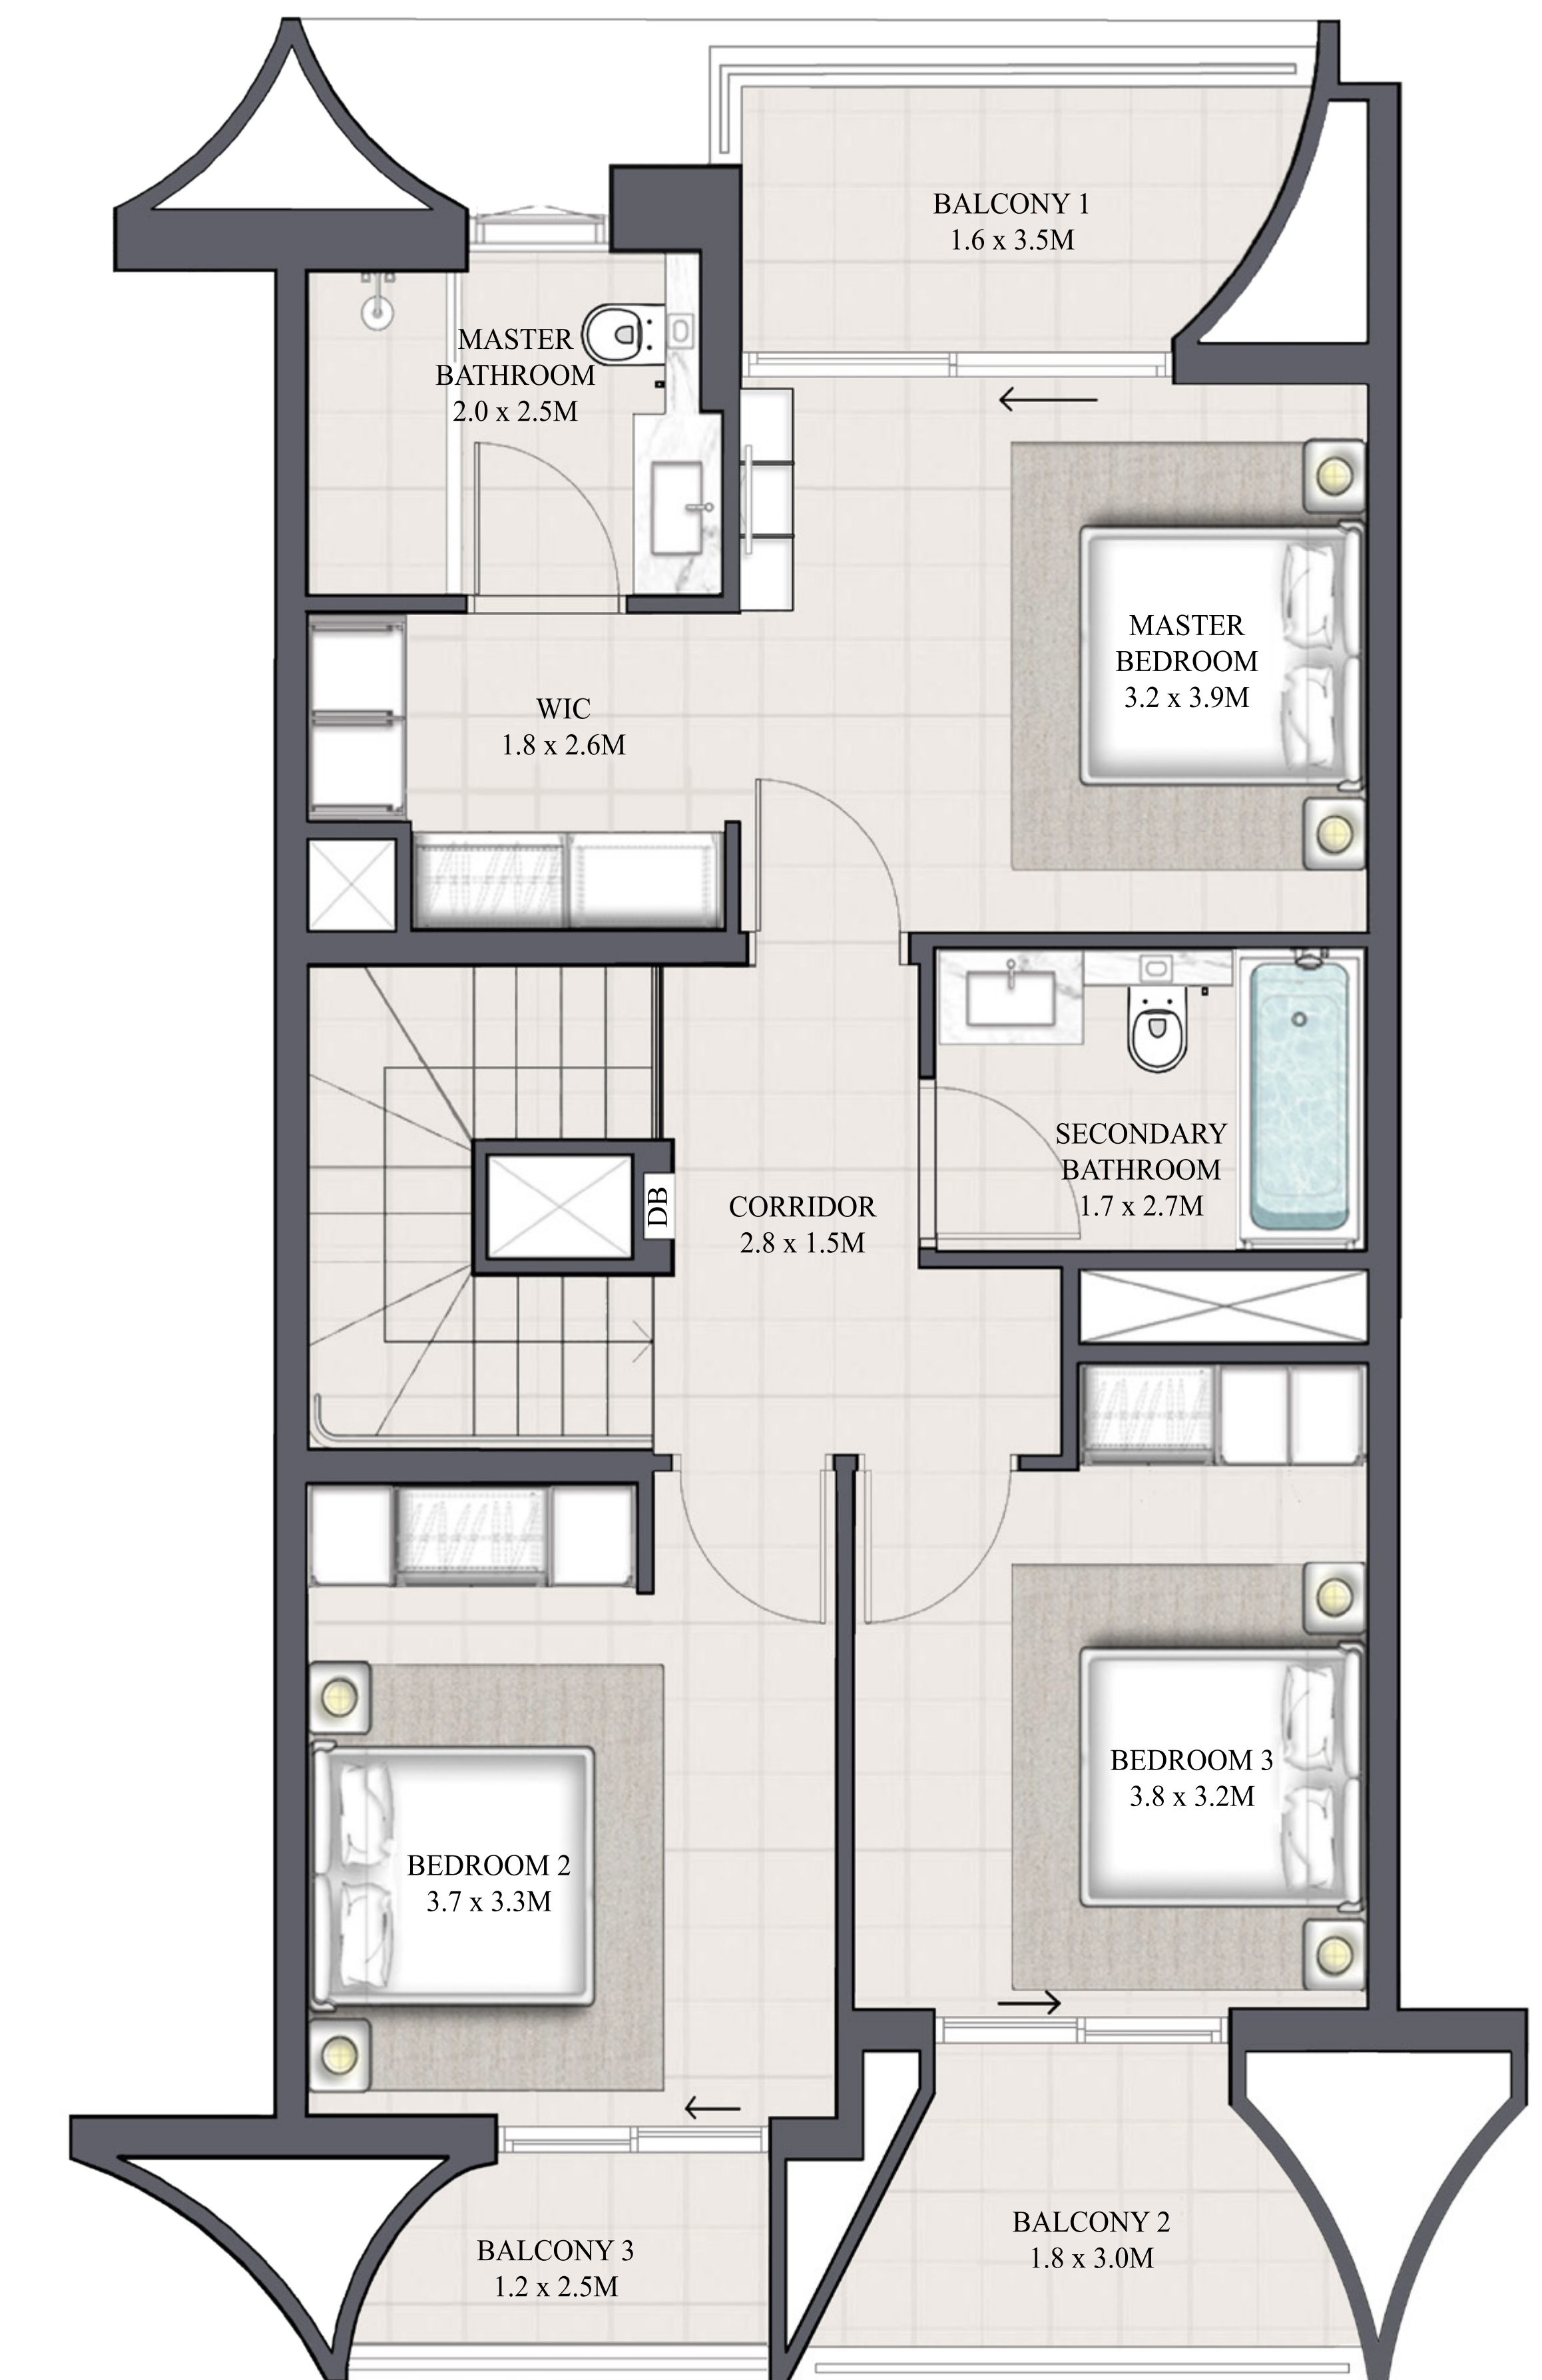 BALCONY 1
1.6 x 3.5M
MASTER
BATHROOM
2.0 x 2.5M
MASTER
BEDROOM
3.2 x 3.9M
WIC
1.8 x 2.6M
SECONDARY
BATHROOM
1.7 x 2.7M
DB
CORRIDOR
2.8 x 1.5M
BEDROOM 3
3.8 x 3.2M
BEDROOM 2
3.7 x 3.3M
BALCONY 2
1.8 x 3.0M
BALCONY 3
1.2 x 2.5M